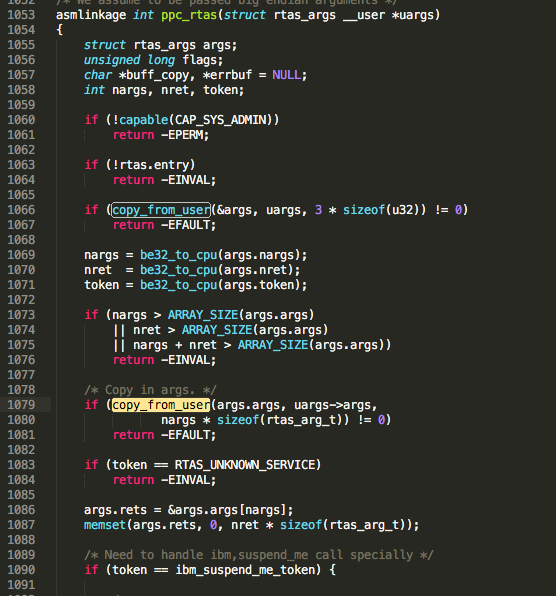 1052 /* We assume to be passed big endian arguments */
1053 asmlinkage int ppc_rtas(struct rtas_args __user *uargs)
1054 {
1055 struct rtas_args args;
1056 unsigned long flags;
1057 char *buff_copy, *errbuf = NULL;
1058 int nargs, nret, token;
1059
1060 if (!capable(CAP_SYS_ADMIN))
1061 return -EPERM;
1062
1063 if (!rtas.entry)
1064 return -EINVAL;
1065
1066 if (copy_from_user(&args, uargs, 3 * sizeof(u32)) != 0)
1067 return -EFAULT;
1068
1069 nargs = be32_to_cpu(args.nargs);
1070 nret  = be32_to_cpu(args.nret);
1071 token = be32_to_cpu(args.token);
1072
1073 if (nargs > ARRAY_SIZE(args.args)
1074 || nret > ARRAY_SIZE(args.args)
1075 || nargs + nret > ARRAY_SIZE(args.args))
1076 return -EINVAL;
1077
1078 /* Copy in args. */
1079 if (copy_from_user(args.args, uargs->args,
1080 nargs * sizeof(rtas_arg_t)) != 0)
1081 return -EFAULT;
1082
1083 if (token == RTAS_UNKNOWN_SERVICE)
1084 return -EINVAL;
1085
1086 args.rets = &args.args[nargs];
1087 memset(args.rets, 0, nret * sizeof(rtas_arg_t));
1088
1089 /* Need to handle ibm,suspend_me call specially */
1090 if (token == ibm_suspend_me_token) {
1091